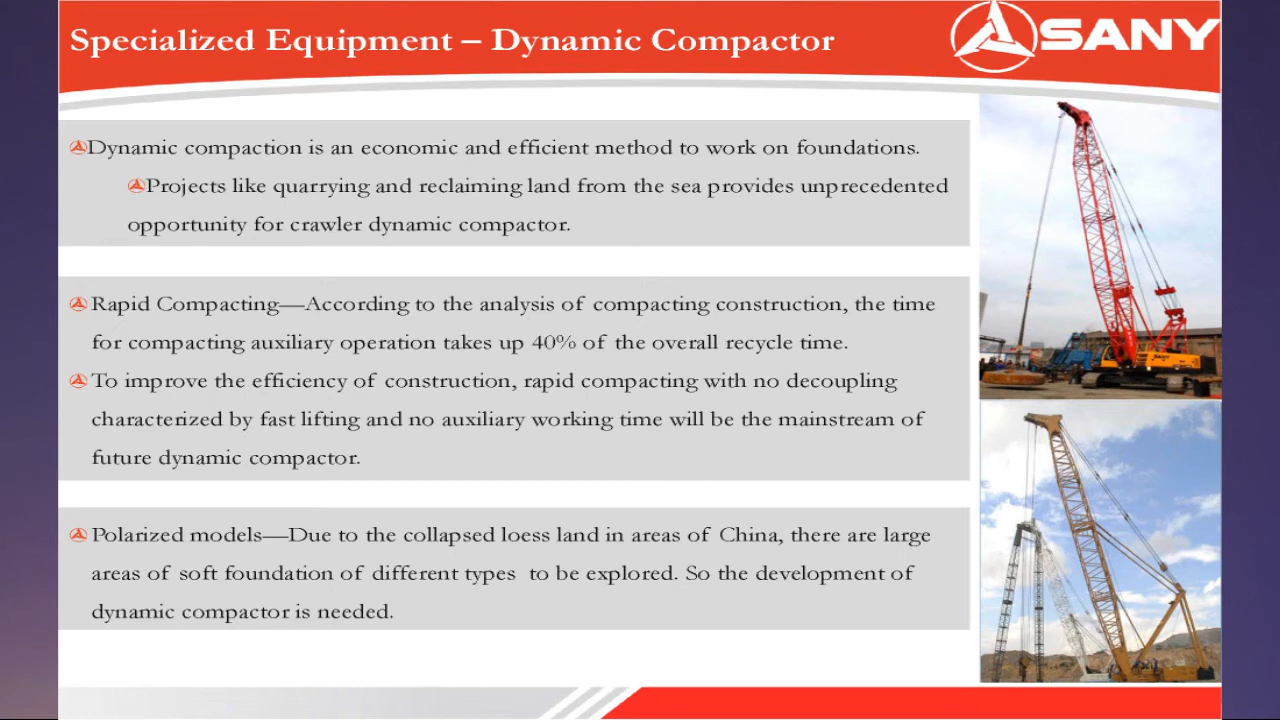 Specialized Equipment – Dynamic Compactor
SANY
Dynamic compaction is an economic and efficient method to work on foundations.
Projects like quarrying and reclaiming land from the sea provides unprecedented
opportunity for crawler dynamic compactor.
Rapid Compacting—According to the analysis of compacting construction, the time
for compacting auxiliary operation takes up 40% of the overall recycle time.
To improve the efficiency of construction, rapid compacting with no decoupling
characterized by fast lifting and no auxiliary working time will be the mainstream of
future dynamic compactor.
Polarized models—Due to the collapsed loess land in areas of China, there are large
areas of soft foundation of different types to be explored. So the development of
dynamic compactor is needed.
SANY